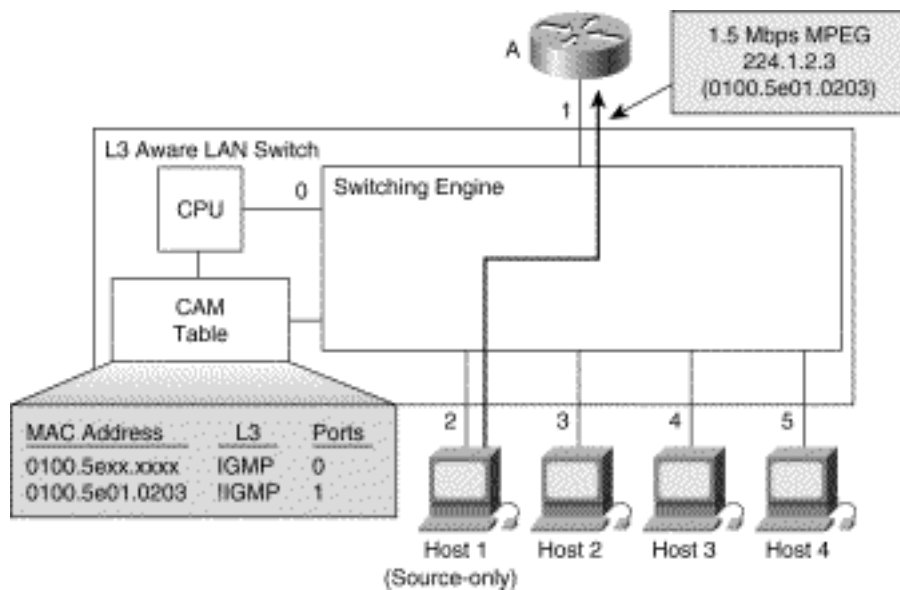 1.5 Mbps MPEG
224.1.2.3
(0100.5e01.0203)
A
1
L3 Aware LAN Switch
CPU
0
Switching Engine
CAM
Table
MAC Address L3 Ports
0100.5exx.xxxx IGMP 0
0100.5e01.0203 !IGMP 1
2
3
4
5
Host 1
(Source-only)
Host 2
Host 3
Host 4